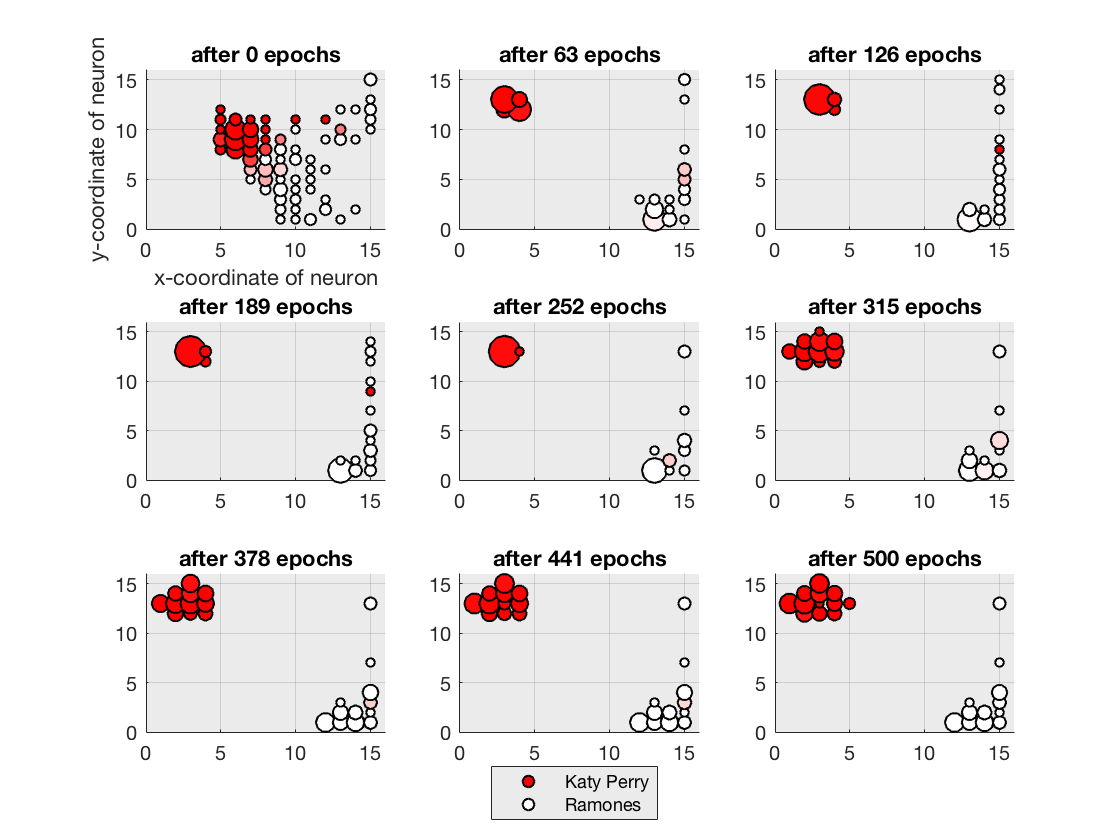 after 0 epochs
after 63 epochs
after 126 epochs
y-coordinate of neuron
15
10
5
0
0 5 10 15
x-coordinate of neuron
15
10
5
0
0 5 10 15
15
10
5
0
0 5 10 15
after 189 epochs
after 252 epochs
after 315 epochs
15
10
5
0
0 5 10 15
15
10
5
0
0 5 10 15
15
10
5
0
0 5 10 15
after 378 epochs
after 441 epochs
after 500 epochs
15
10
5
0
0 5 10 15
15
10
5
0
0 5 10 15
15
10
5
0
0 5 10 15
Katy Perry
Ramones